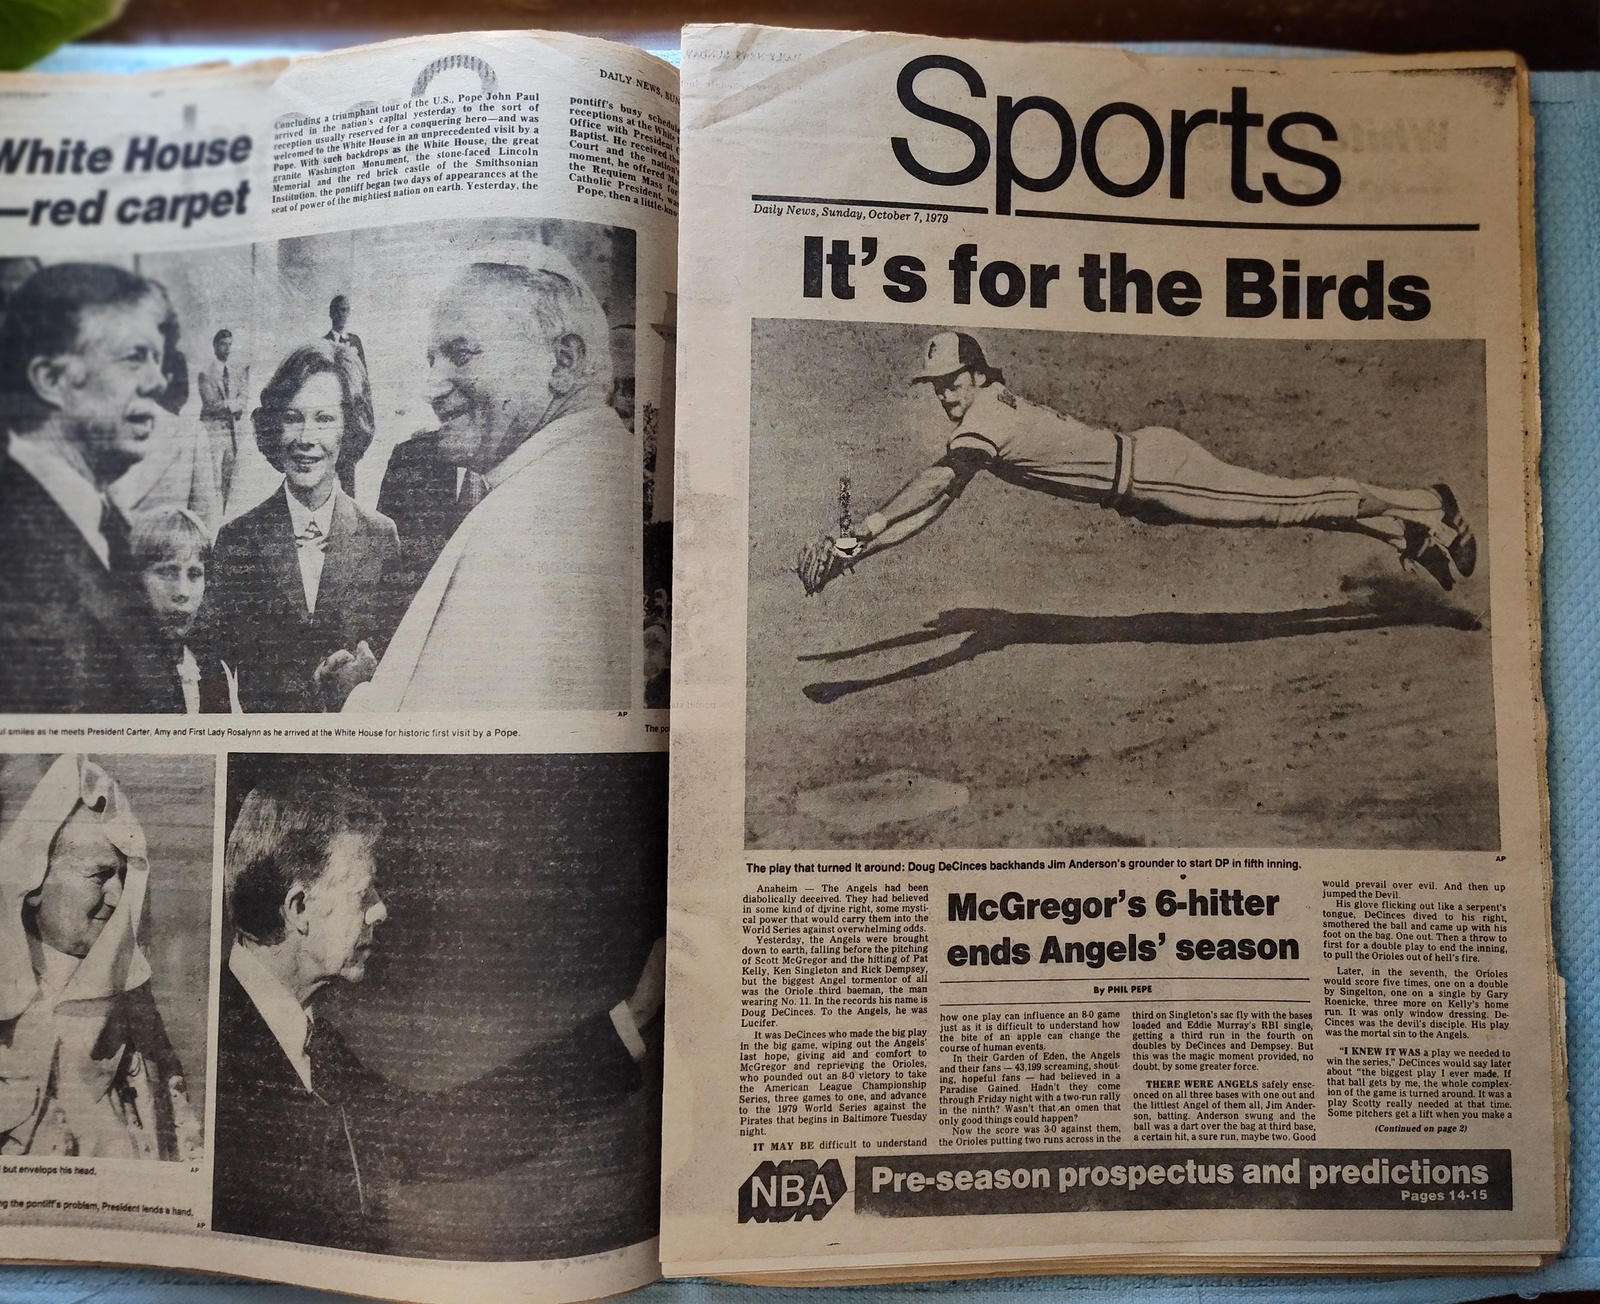 White House
—red carpet
Concluding a triumphant tour of the U.S., Pope John Paul
arrived in the nation's capital yesterday to the sort of
reception usually reserved for a conquering hero—and was
welcomed to the White House in an unprecedented visit by a
Pope. With such backdrops as the White House, the great
granite Washington Monument, the stone-faced Lincoln
Memorial and the red brick castle of the Smithsonian
Institution, the pontiff began two days of appearances at the
seat of power of the mightiest nation on earth. Yesterday, the
DAILY NEWS, SUN
pontiff's busy schedule
receptions at the White
Office with President
Baptist. He received the
Court and the nation's
moment, he offered
the Requiem Mass for
Catholic President, was
Pope, then a little-kno
AP
smiles as he meets President Carter, Amy and First Lady Rosalynn as he arrived at the White House for historic first visit by a Pope.
The po
but envelops his head.
AP
the pontiff's problem, President lends a hand.
AP
Sports
Daily News, Sunday, October 7, 1979
It's for the Birds
AP
The play that turned it around: Doug DeCinces backhands Jim Anderson's grounder to start DP in fifth inning.
McGregor's 6-hitter
ends Angels' season
By PHIL PEPE
Anaheim — The Angels had been
diabolically deceived. They had believed
in some kind of divine right, some mysti-
cal power that would carry them into the
World Series against overwhelming odds.
Yesterday, the Angels were brought
down to earth, falling before the pitching
of Scott McGregor and the hitting of Pat
Kelly, Ken Singleton and Rick Dempsey,
but the biggest Angel tormentor of all
was the Oriole third baeman, the man
wearing No. 11. In the records his name is
Doug DeCinces. To the Angels, he was
Lucifer.
It was DeCinces who made the big play
in the big game, wiping out the Angels'
last hope, giving aid and comfort to
McGregor and reprieving the Orioles,
who pounded out an 8-0 victory to take
the American League Championship
Series, three games to one, and advance
to the 1979 World Series against the
Pirates that begins in Baltimore Tuesday
night.
IT MAY BE difficult to understand
how one play can influence an 8-0 game
just as it is difficult to understand how
the bite of an apple can change the
course of human events.
In their Garden of Eden, the Angels
and their fans — 43,199 screaming, shout-
ing, hopeful fans — had believed in a
Paradise Gained. Hadn't they come
through Friday night with a two-run rally
in the ninth? Wasn't that an omen that
only good things could happen?
Now the score was 3-0 against them,
the Orioles putting two runs across in the
third on Singleton's sac fly with the bases
loaded and Eddie Murray's RBI single,
getting a third run in the fourth on
doubles by DeCinces and Dempsey. But
this was the magic moment provided, no
doubt, by some greater force.
THERE WERE ANGELS safely ensc-
onced on all three bases with one out and
the littlest Angel of them all, Jim Ander-
son, batting. Anderson swung and the
ball was a dart over the bag at third base,
a certain hit, a sure run, maybe two. Good
would prevail over evil. And then up
jumped the Devil.
His glove flicking out like a serpent's
tongue, DeCinces dived to his right,
smothered the ball and came up with his
foot on the bag. One out. Then a throw to
first for a double play to end the inning,
to pull the Orioles out of hell's fire.
Later, in the seventh, the Orioles
would score five times, one on a double
by Singelton, one on a single by Gary
Roenicke, three more on Kelly's home
run. It was only window dressing. De-
Cinces was the devil's disciple. His play
was the mortal sin to the Angels.
"I KNEW IT WAS a play we needed to
win the series," DeCinces would say later
about "the biggest play I ever made. If
that ball gets by me, the whole complex-
ion of the game is turned around. It was a
play Scotty really needed at that time.
Some pitchers get a lift when you make a
(Continued on page 2)
NBA
Pre-season prospectus and predictions
Pages 14-15